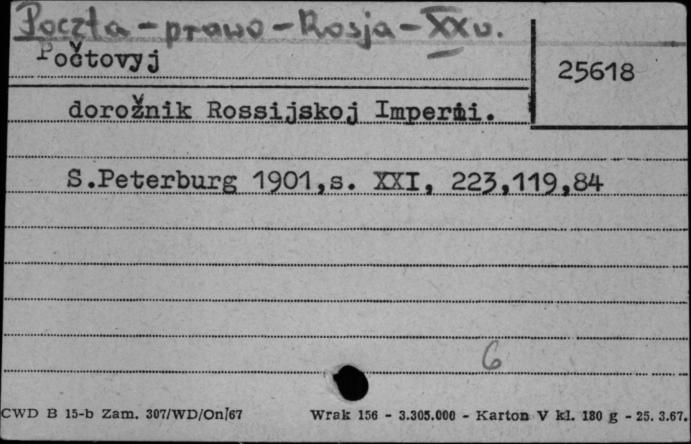 Poczta - prawo - Rosja - XX w.
Počtovyj
25618
dorožnik Rossijskoj Imperii.
S.Peterburg 1901,s. XXI, 223,119,84
6
CWD B 15-b Zam. 307/WD/On/67
Wrak 156 - 3.305.000 - Karton V kl. 180 g - 25. 3.67.